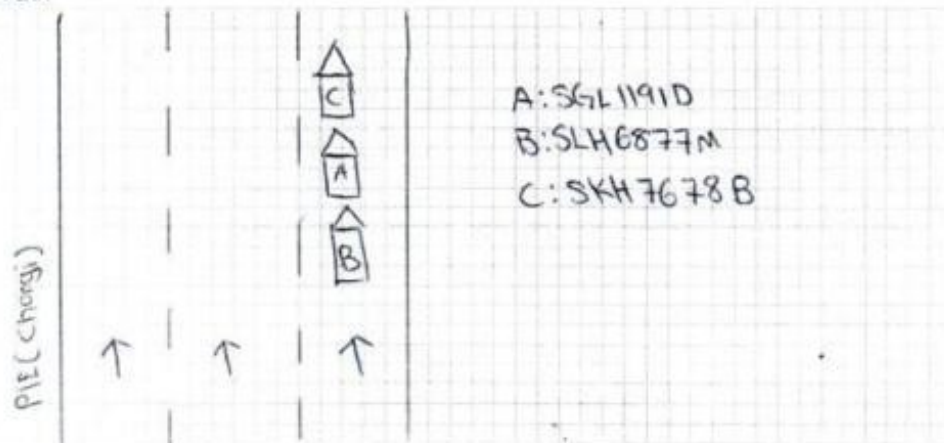 C
A
B
PIE (Changi)
A: SGL1191D
B: SLH6877M
C: SKH7678B